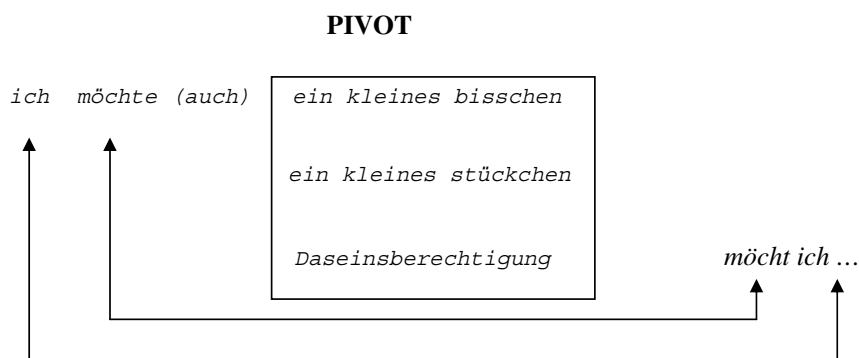 PIVOT
ich möchte (auch) ein kleines bisschen
ein kleines stückchen
Daseinsberechtigung möcht ich …